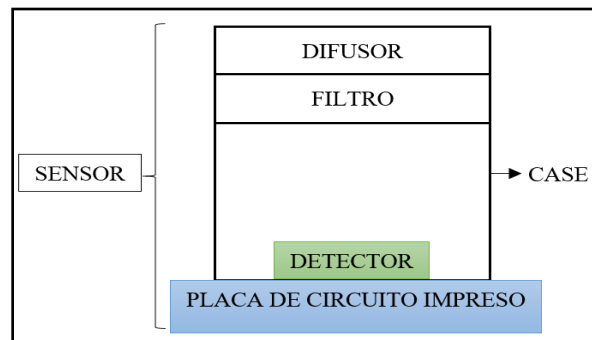 DIFUSOR
FILTRO
SENSOR
CASE
DETECTOR
PLACA DE CIRCUITO IMPRESO